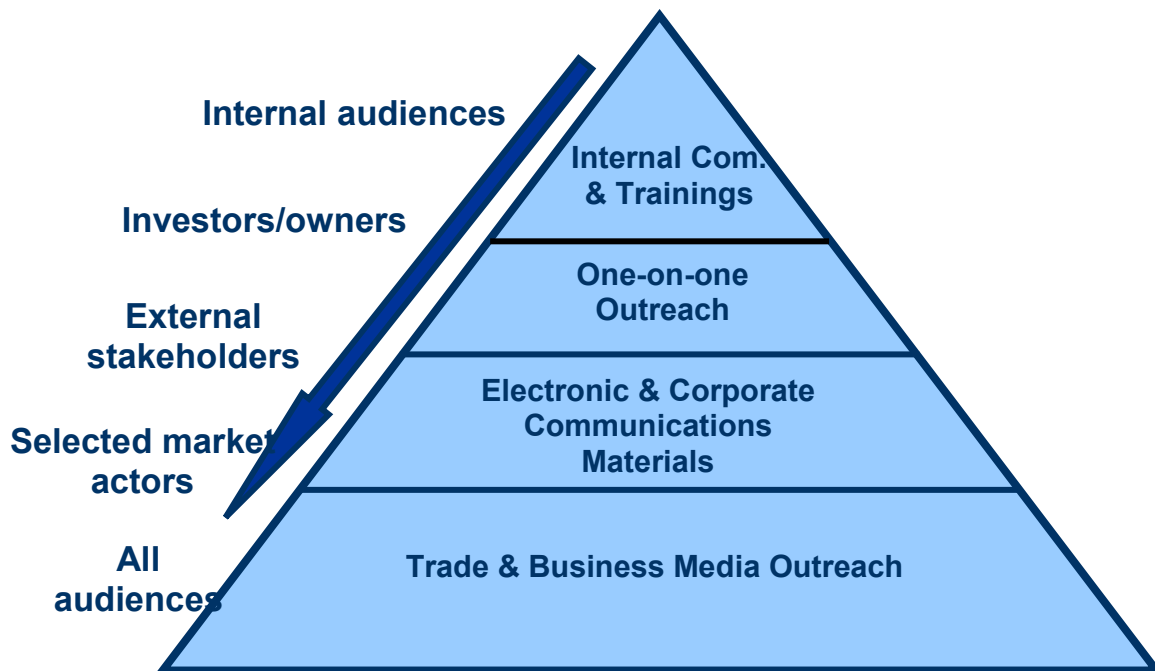 Internal audiences
Investors/owners
External
stakeholders
Selected market
actors
All
audiences
Internal Com.
& Trainings
One-on-one
Outreach
Electronic & Corporate
Communications
Materials
Trade & Business Media Outreach